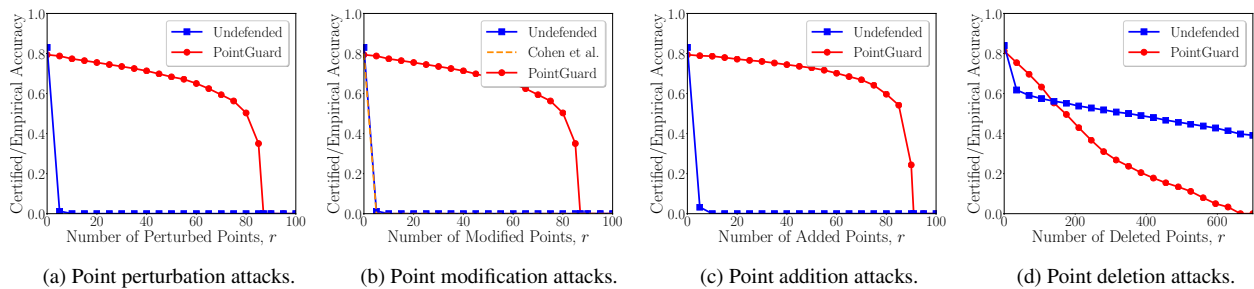 Certified/Empirical Accuracy
1.0
0.8
0.6
0.4
0.2
0.0
0 20 40 60 80 100
Number of Perturbed Points, r
Undefended
PointGuard
(a) Point perturbation attacks.
Certified/Empirical Accuracy
1.0
0.8
0.6
0.4
0.2
0.0
0 20 40 60 80 100
Number of Modified Points, r
Undefended
Cohen et al.
PointGuard
(b) Point modification attacks.
Certified/Empirical Accuracy
1.0
0.8
0.6
0.4
0.2
0.0
0 20 40 60 80 100
Number of Added Points, r
Undefended
PointGuard
(c) Point addition attacks.
Certified/Empirical Accuracy
1.0
0.8
0.6
0.4
0.2
0.0
200 400 600
Number of Deleted Points, r
Undefended
PointGuard
(d) Point deletion attacks.